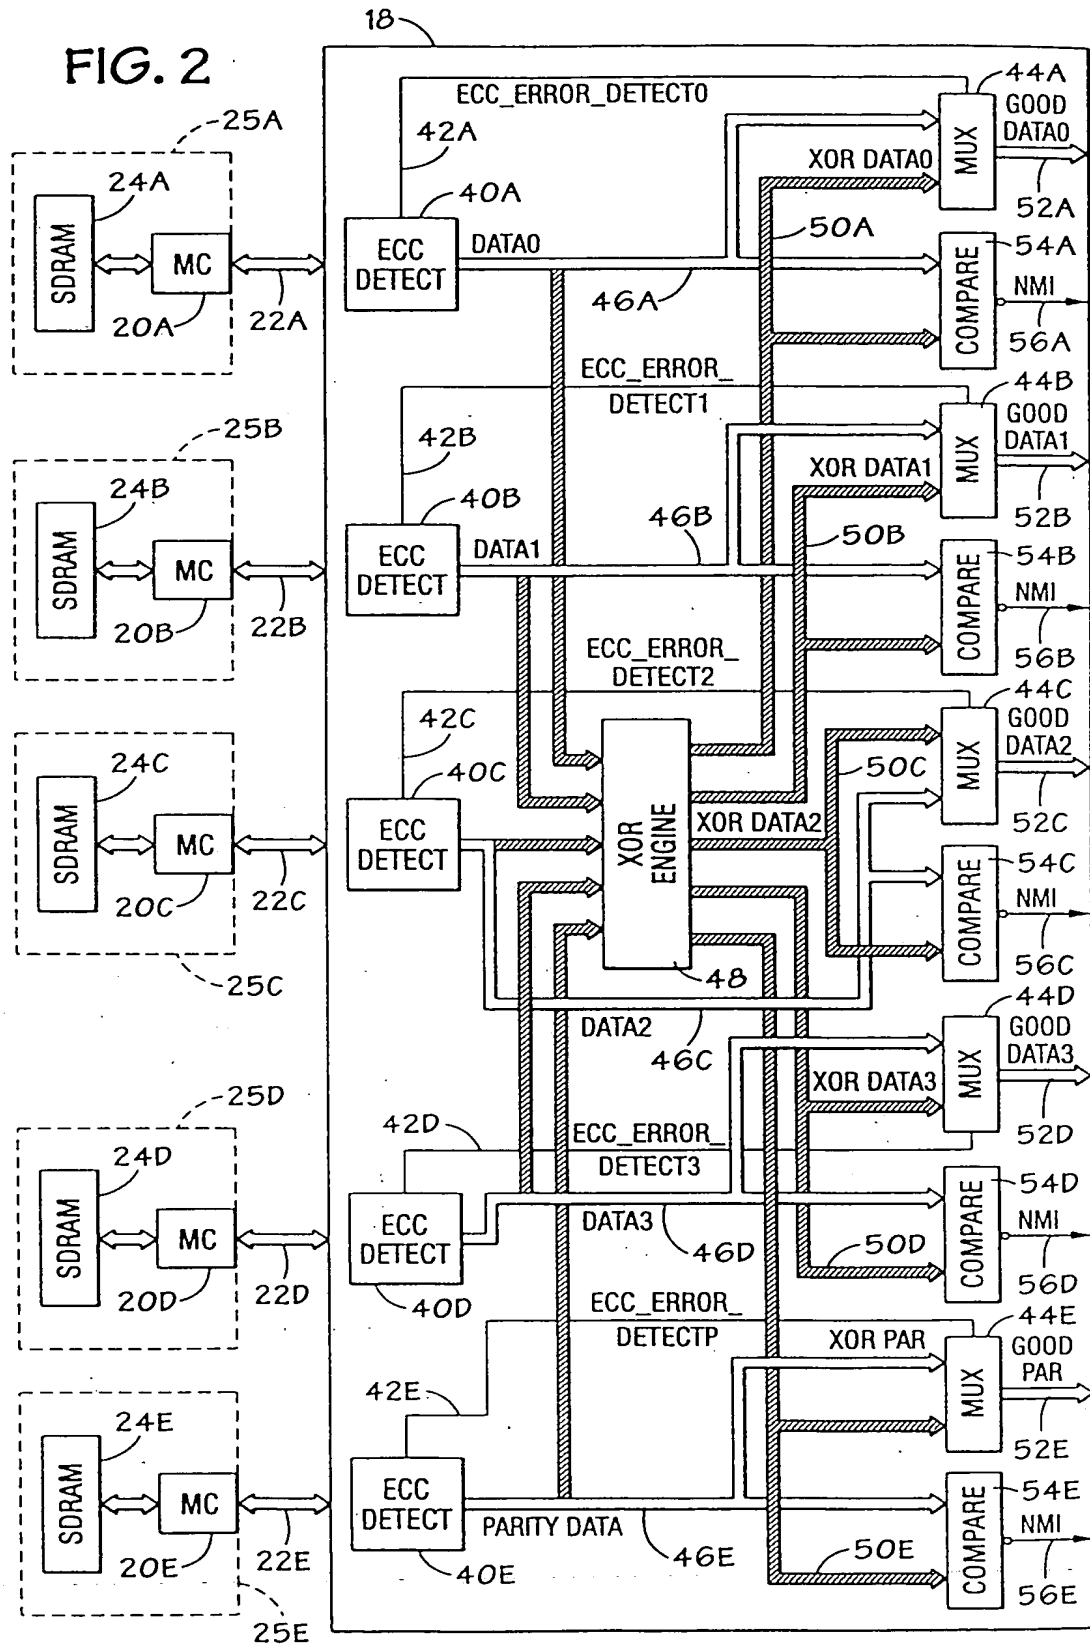 18
FIG. 2
25A
24A
SDRAM
MC
20A
22A
ECC_ERROR_DETECT0
42A
40A
ECC
DETECT
DATA0
46A
XOR DATA0
50A
44A
MUX
GOOD
DATA0
52A
54A
COMPARE
NMI
56A
25B
24B
SDRAM
MC
20B
22B
ECC_ERROR_
DETECT1
42B
40B
ECC
DETECT
DATA1
46B
XOR DATA1
50B
44B
MUX
GOOD
DATA1
52B
54B
COMPARE
NMI
56B
24C
SDRAM
MC
20C
22C
25C
ECC_ERROR_
DETECT2
42C
40C
ECC
DETECT
XOR
ENGINE
48
XOR DATA2
50C
DATA2
46C
44C
MUX
GOOD
DATA2
52C
54C
COMPARE
NMI
56C
25D
24D
SDRAM
MC
20D
22D
42D
ECC_ERROR_
DETECT3
ECC
DETECT
40D
DATA3
46D
XOR DATA3
50D
44D
MUX
GOOD
DATA3
52D
54D
COMPARE
NMI
56D
24E
SDRAM
MC
20E
22E
25E
ECC_ERROR_
DETECTP
42E
ECC
DETECT
40E
PARITY DATA
46E
XOR PAR
50E
44E
MUX
GOOD
PAR
52E
54E
COMPARE
NMI
56E